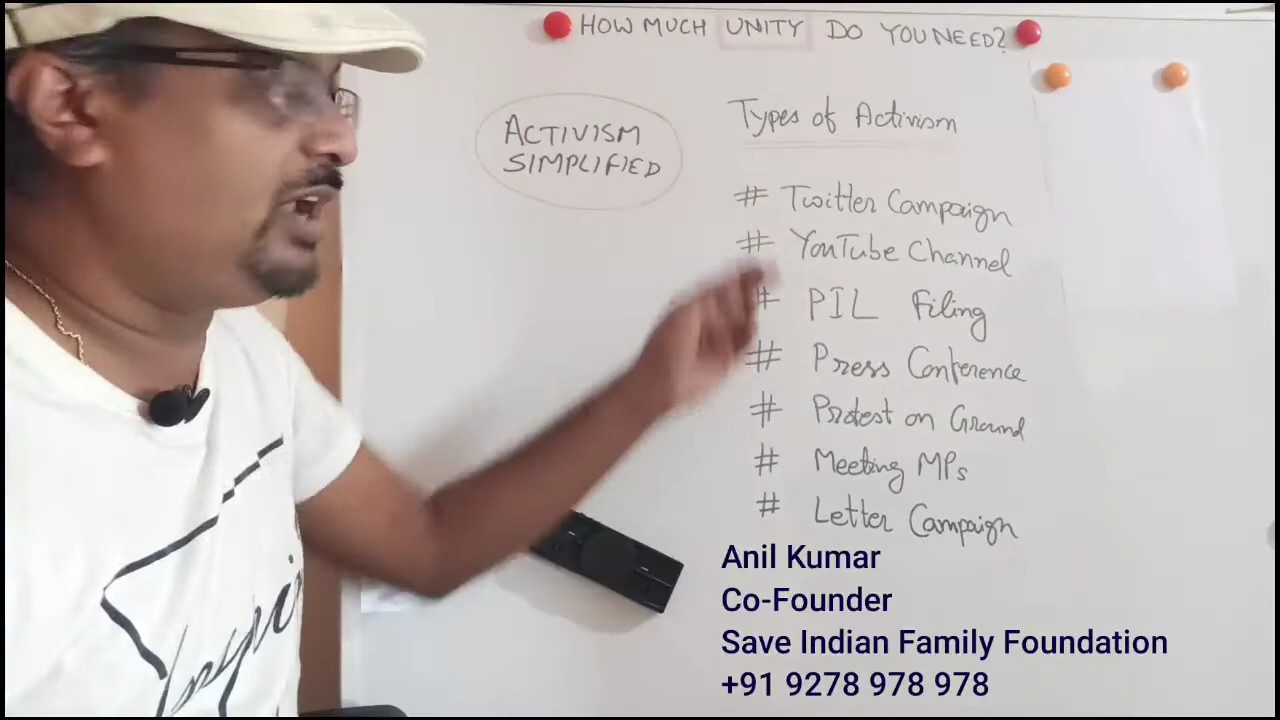 HOW MUCH UNITY DO YOU NEED?
ACTIVISM
SIMPLIFIED
Types of Activism
# Twitter Campaign
# YouTube Channel
# PIL Filing
# Press Conference
# Protest on Ground
# Meeting MPs
# Letter Campaign
Anil Kumar
Co-Founder
Save Indian Family Foundation
+91 9278 978 978